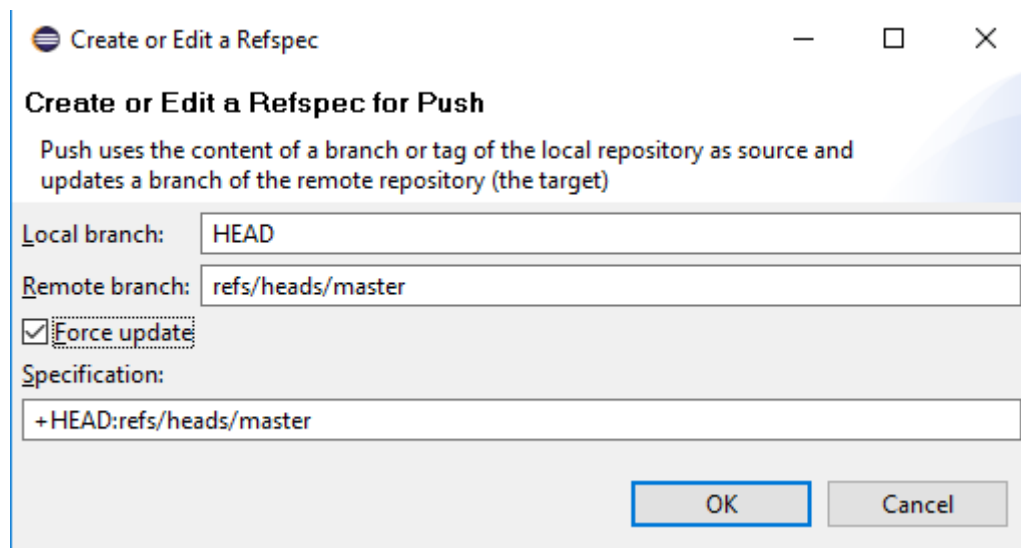 Create or Edit a Refspec
Create or Edit a Refspec for Push
Push uses the content of a branch or tag of the local repository as source and
updates a branch of the remote repository (the target)
Local branch: HEAD
Remote branch: refs/heads/master
Force update
Specification:
+HEAD:refs/heads/master
OK Cancel